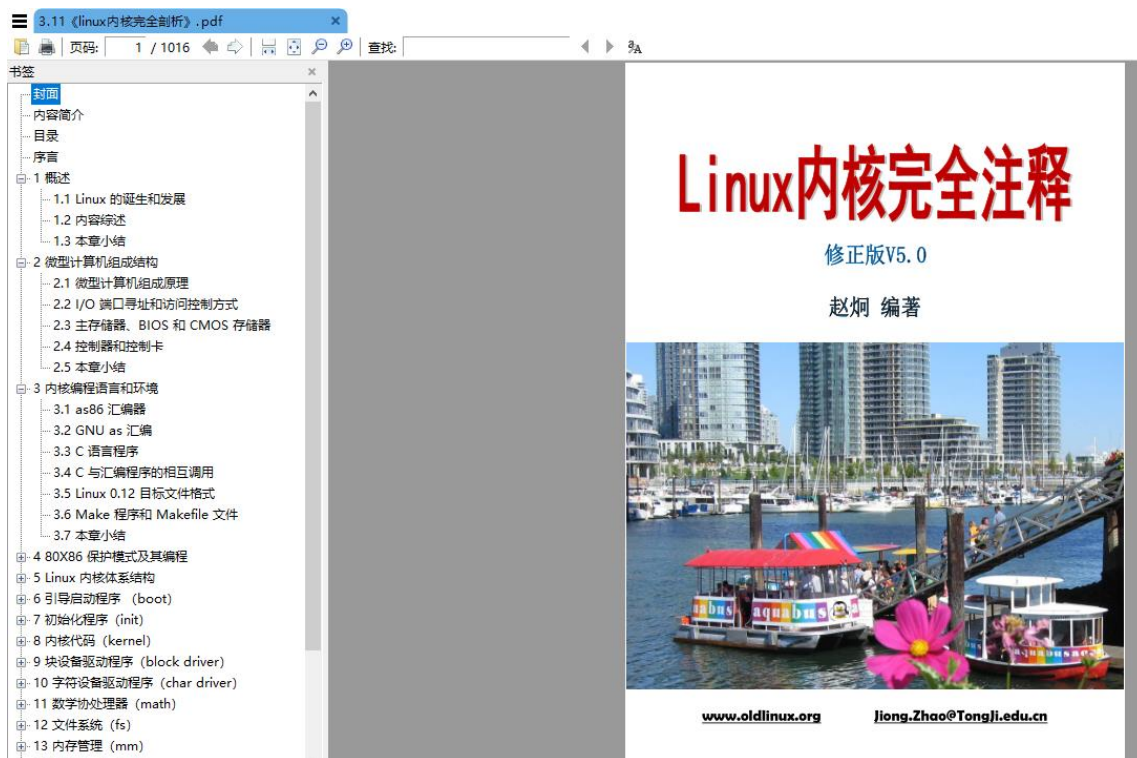 3.11《linux内核完全剖析》.pdf
页码: 1 / 1016 查找:
书签
封面
内容简介
目录
序言
1 概述
1.1 Linux 的诞生和发展
1.2 内容综述
1.3 本章小结
2 微型计算机组成结构
2.1 微型计算机组成原理
2.2 I/O 端口寻址和访问控制方式
2.3 主存储器、BIOS 和 CMOS 存储器
2.4 控制器和控制卡
2.5 本章小结
3 内核编程语言和环境
3.1 as86 汇编器
3.2 GNU as 汇编
3.3 C 语言程序
3.4 C 与汇编程序的相互调用
3.5 Linux 0.12 目标文件格式
3.6 Make 程序和 Makefile 文件
3.7 本章小结
4 80X86 保护模式及其编程
5 Linux 内核体系结构
6 引导启动程序 （boot)
7 初始化程序（init)
8 内核代码（kernel)
9 块设备驱动程序（block driver)
10 字符设备驱动程序（char driver)
11 数学协处理器（math)
12 文件系统（fs)
13 内存管理（mm)
Linux内核完全注释
修正版V5.0
赵炯 编著
aquabus
www.oldlinux.org Jiong.Zhao@TongJi.edu.cn